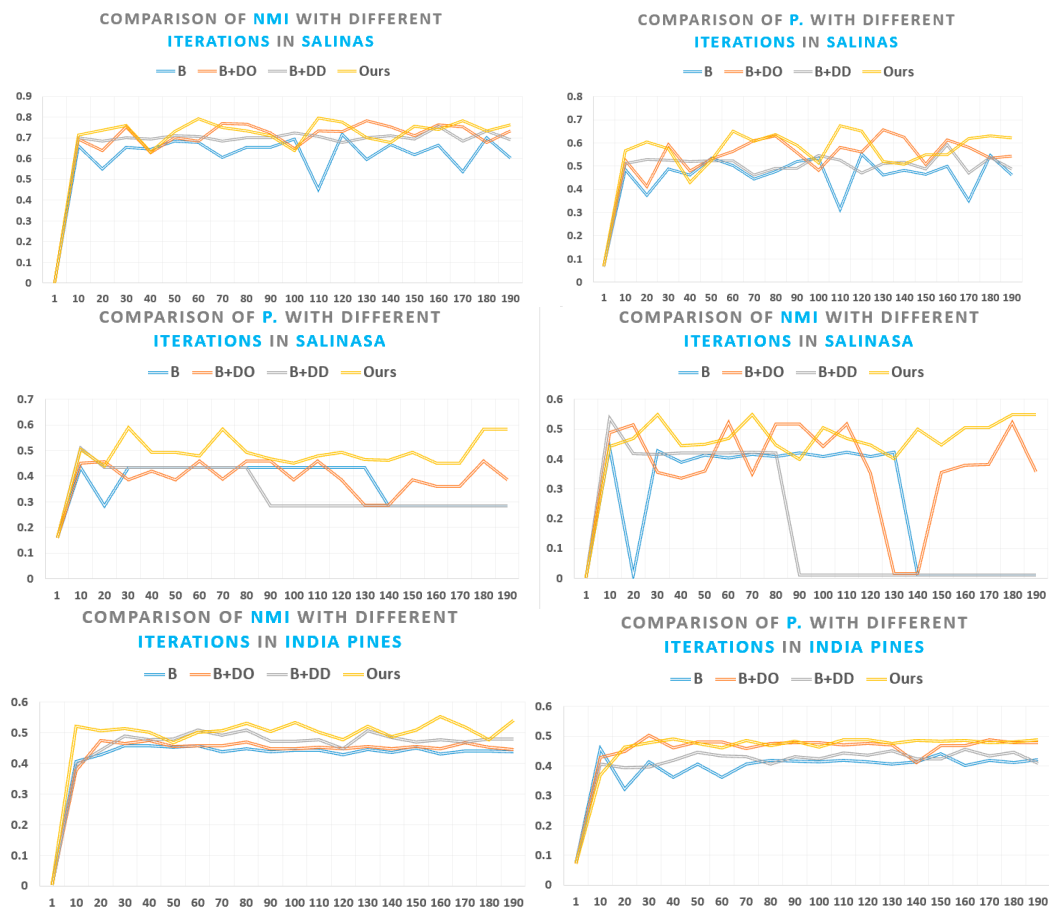 COMPARISON OF NMI WITH DIFFERENT
ITERATIONS IN SALINAS
B B+DO B+DD Ours
0.9
0.8
0.7
0.6
0.5
0.4
0.3
0.2
0.1
0
1 10 20 30 40 50 60 70 80 90 100 110 120 130 140 150 160 170 180 190
COMPARISON OF P. WITH DIFFERENT
ITERATIONS IN SALINAS
B B+DO B+DD Ours
0.8
0.7
0.6
0.5
0.4
0.3
0.2
0.1
0
1 10 20 30 40 50 60 70 80 90 100 110 120 130 140 150 160 170 180 190
COMPARISON OF P. WITH DIFFERENT
ITERATIONS IN SALINASA
B B+DO B+DD Ours
0.7
0.6
0.5
0.4
0.3
0.2
0.1
0
1 10 20 30 40 50 60 70 80 90 100 110 120 130 140 150 160 170 180 190
COMPARISON OF NMI WITH DIFFERENT
ITERATIONS IN SALINASA
B B+DO B+DD Ours
0.6
0.5
0.4
0.3
0.2
0.1
0
1 10 20 30 40 50 60 70 80 90 100 110 120 130 140 150 160 170 180 190
COMPARISON OF NMI WITH DIFFERENT
ITERATIONS IN INDIA PINES
B B+DO B+DD Ours
0.6
0.5
0.4
0.3
0.2
0.1
0
1 10 20 30 40 50 60 70 80 90 100 110 120 130 140 150 160 170 180 190
COMPARISON OF P. WITH DIFFERENT
ITERATIONS IN INDIA PINES
B B+DO B+DD Ours
0.6
0.5
0.4
0.3
0.2
0.1
0
1 10 20 30 40 50 60 70 80 90 100 110 120 130 140 150 160 170 180 190